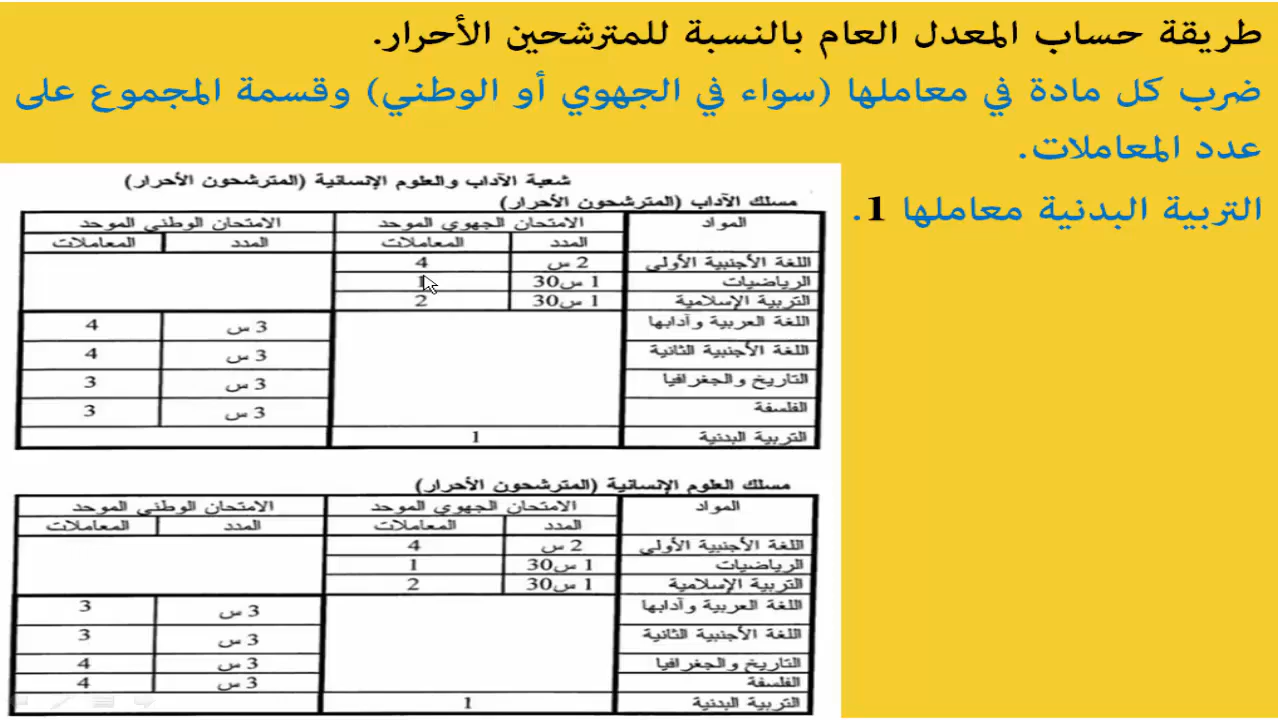 طريقة حساب المعدل العام بالنسبة للمترشحين الأحرار.
ضرب كل مادة في معاملها (سواء في الجهوي أو الوطني) وقسمة المجموع على
عدد المعاملات.
التربية البدنية معاملها 1.
شعبة الآداب والعلوم الإنسانية (المترشحون الأحرار)
مسلك الآداب (المترشحون الأحرار)
المواد الامتحان الجهوي الموحد الامتحان الوطني الموحد
المدد المعاملات المدد المعاملات
اللغة الأجنبية الأولى 2 س 4
الرياضيات 1 س30 1
التربية الإسلامية 1 س30 2
اللغة العربية وآدابها 3 س 4
اللغة الأجنبية الثانية 3 س 4
التاريخ والجغرافيا 3 س 3
الفلسفة 3 س 3
التربية البدنية 1
مسلك العلوم الإنسانية (المترشحون الأحرار)
المواد الامتحان الجهوي الموحد الامتحان الوطني الموحد
المدد المعاملات المدد المعاملات
اللغة الأجنبية الأولى 2 س 4
الرياضيات 1 س30 1
التربية الإسلامية 1 س30 2
اللغة العربية وآدابها 3 س 3
اللغة الأجنبية الثانية 3 س 3
التاريخ والجغرافيا 3 س 4
الفلسفة 3 س 4
التربية البدنية 1